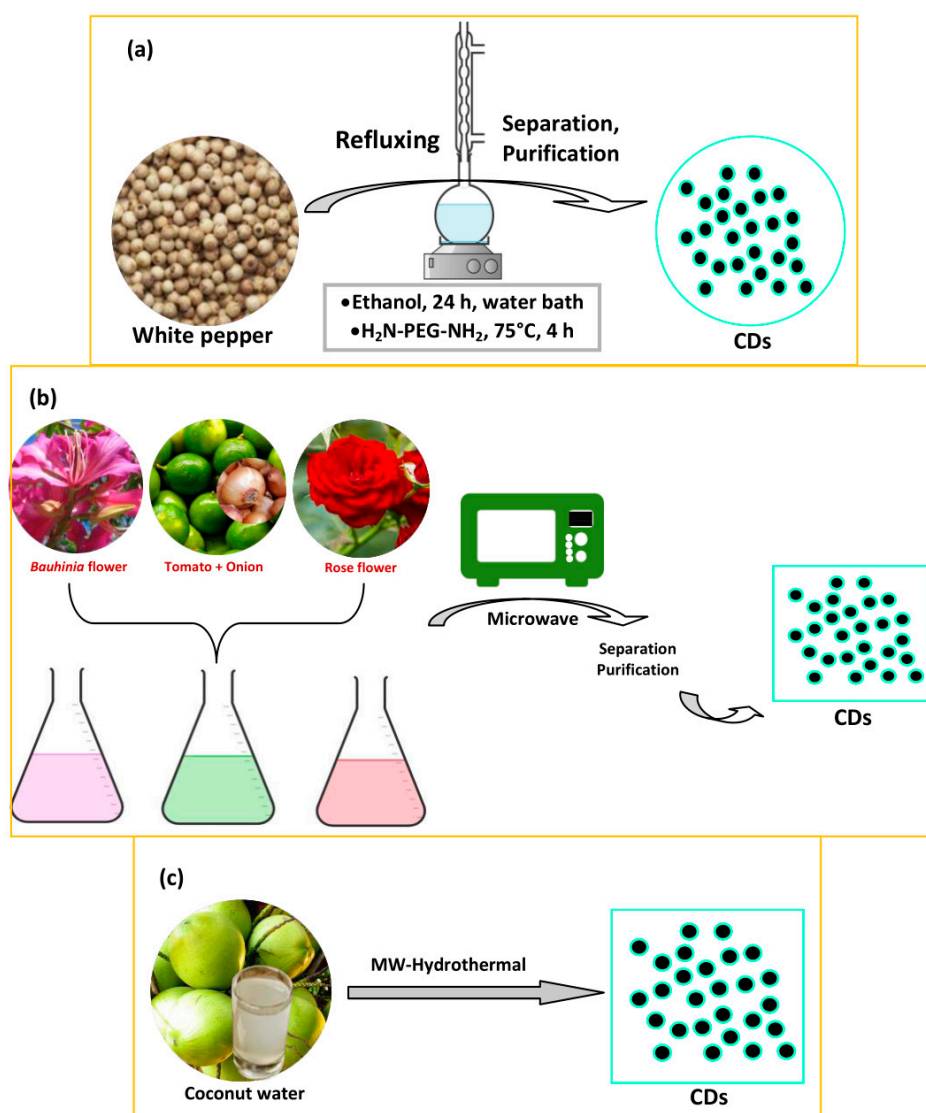 (a)
Refluxing
Separation,
Purification
●Ethanol, 24 h, water bath
●H₂N-PEG-NH₂, 75°C, 4 h
White pepper
CDs
(b)
Bauhinia flower
Tomato + Onion
Rose flower
Microwave
Separation
Purification
CDs
(c)
MW-Hydrothermal
Coconut water
CDs